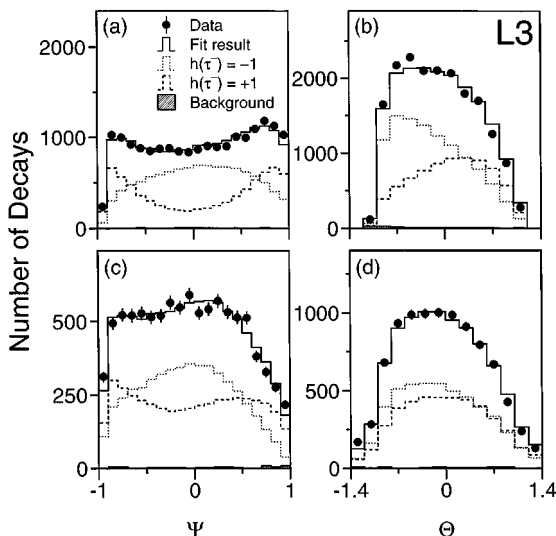 (a)
Data
Fit result
h(τ⁻) = −1
h(τ⁻) = +1
Background
(b)
L3
2000
1000
0
2000
1000
0
Number of Decays
(c)
(d)
500
250
0
1000
500
0
-1
0
1
-1.4
0
1.4
Ψ
Θ